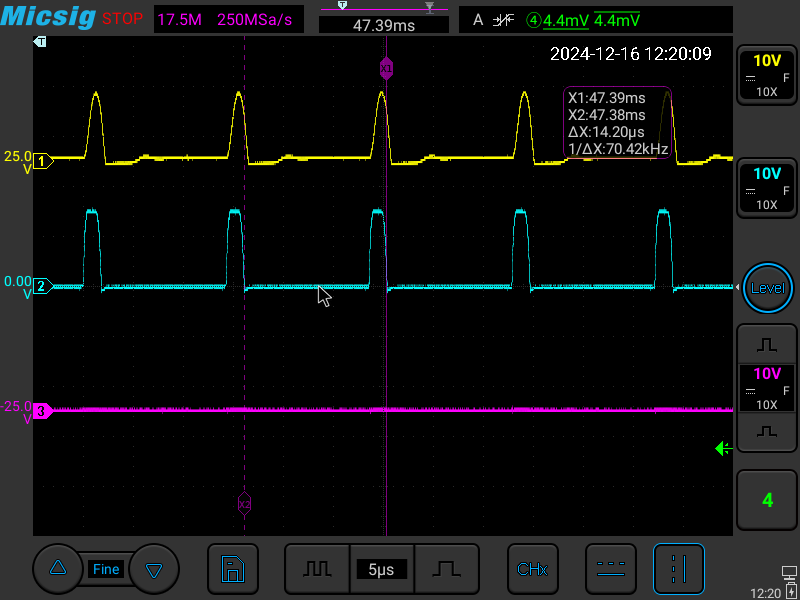 Micsig STOP 17.5M 250MSa/s 47.39ms A 4 4.4mV 4.4mV
T
2024-12-16 12:20:09
X1
X1:47.39ms
X2:47.38ms
ΔX:14.20μs
1/ΔX:70.42kHz
25.0
V
1
0.00
V
2
-25.0
V
3
X2
10V
F
10X
10V
F
10X
Level
10V
F
10X
4
Fine
5μs
CHx
12:20